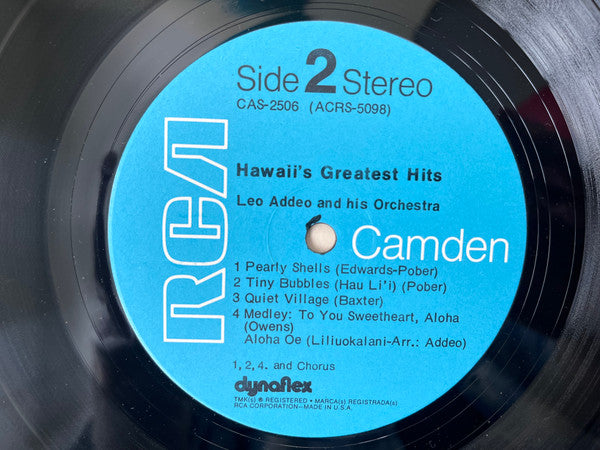 Side 2 Stereo
CAS-2506 (ACRS-5098)
RCA
Hawaii's Greatest Hits
Leo Addeo and his Orchestra
Camden
1 Pearly Shells (Edwards-Pober)
2 Tiny Bubbles (Hau Li'i) (Pober)
3 Quiet Village (Baxter)
4 Medley: To You Sweetheart, Aloha
(Owens)
Aloha Oe (Liliuokalani-Arr.: Addeo)
1, 2, 4. and Chorus
dynaflex
TMK(s) ® REGISTERED • MARCA(s) REGISTRADA(s)
RCA CORPORATION—MADE IN U.S.A